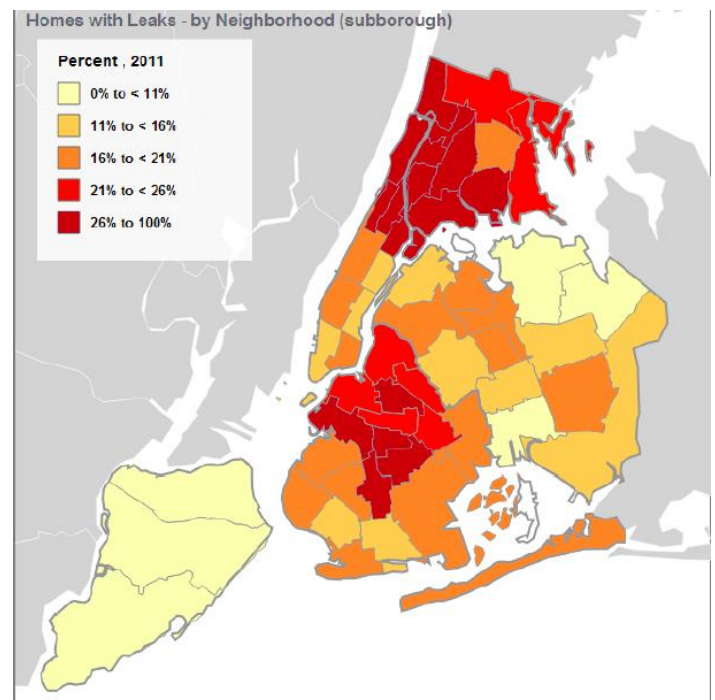 Homes with Leaks - by Neighborhood (subborough)
Percent , 2011
0% to < 11%
11% to < 16%
16% to < 21%
21% to < 26%
26% to 100%